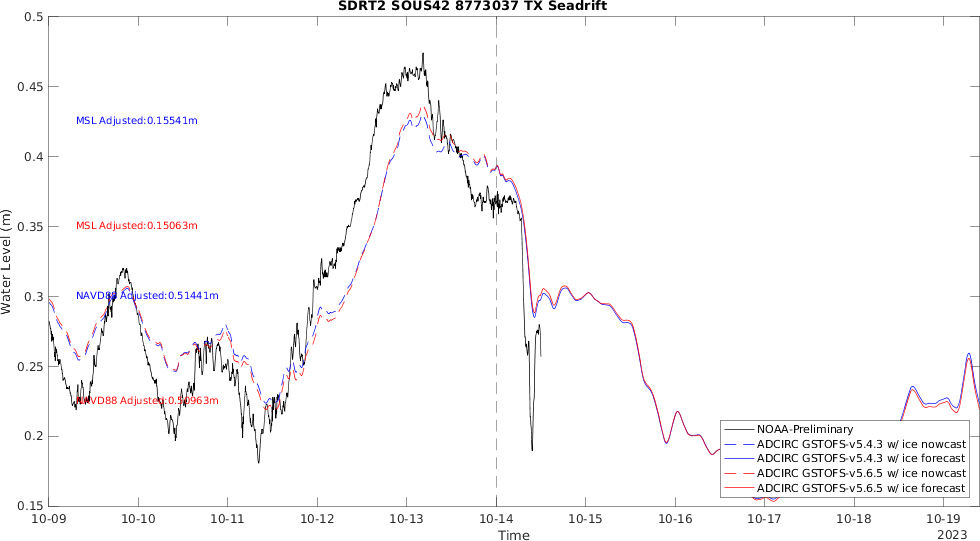 SDRT2 SOUS42 8773037 TX Seadrift
0.5
0.45
0.4
0.35
0.3
0.25
0.2
0.15
Water Level (m)
MSL Adjusted:0.15541m
MSL Adjusted:0.15063m
NAVD88 Adjusted:0.51441m
NAVD88 Adjusted:0.50963m
NOAA-Preliminary
ADCIRC GSTOFS-v5.4.3 w/ ice nowcast
ADCIRC GSTOFS-v5.4.3 w/ ice forecast
ADCIRC GSTOFS-v5.6.5 w/ ice nowcast
ADCIRC GSTOFS-v5.6.5 w/ ice forecast
10-09 10-10 10-11 10-12 10-13 10-14 10-15 10-16 10-17 10-18 10-19
Time
2023